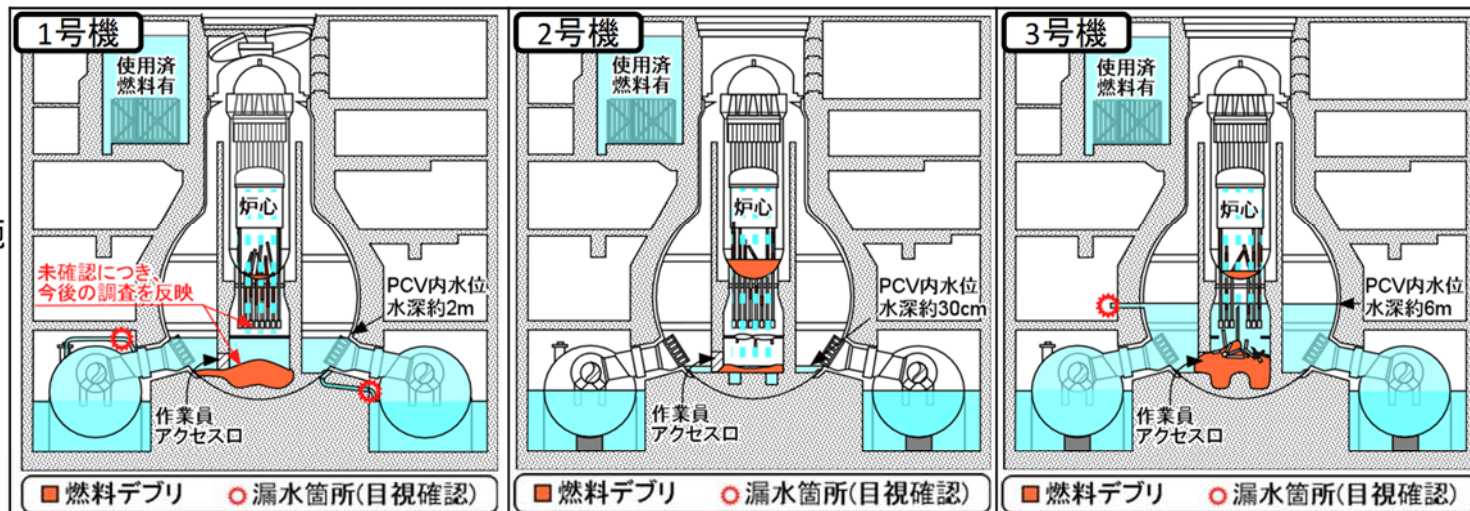 1号機
使用済
燃料有
炉心
未確認につき、
今後の調査を反映
PCV内水位
水深約2m
作業員
アクセス口
■燃料デブリ 漏水箇所(目視確認)
2号機
使用済
燃料有
炉心
PCV内水位
水深約30cm
作業員
アクセス口
■燃料デブリ 漏水箇所(目視確認)
3号機
使用済
燃料有
炉心
PCV内水位
水深約6m
作業員
アクセス口
■燃料デブリ 漏水箇所(目視確認)